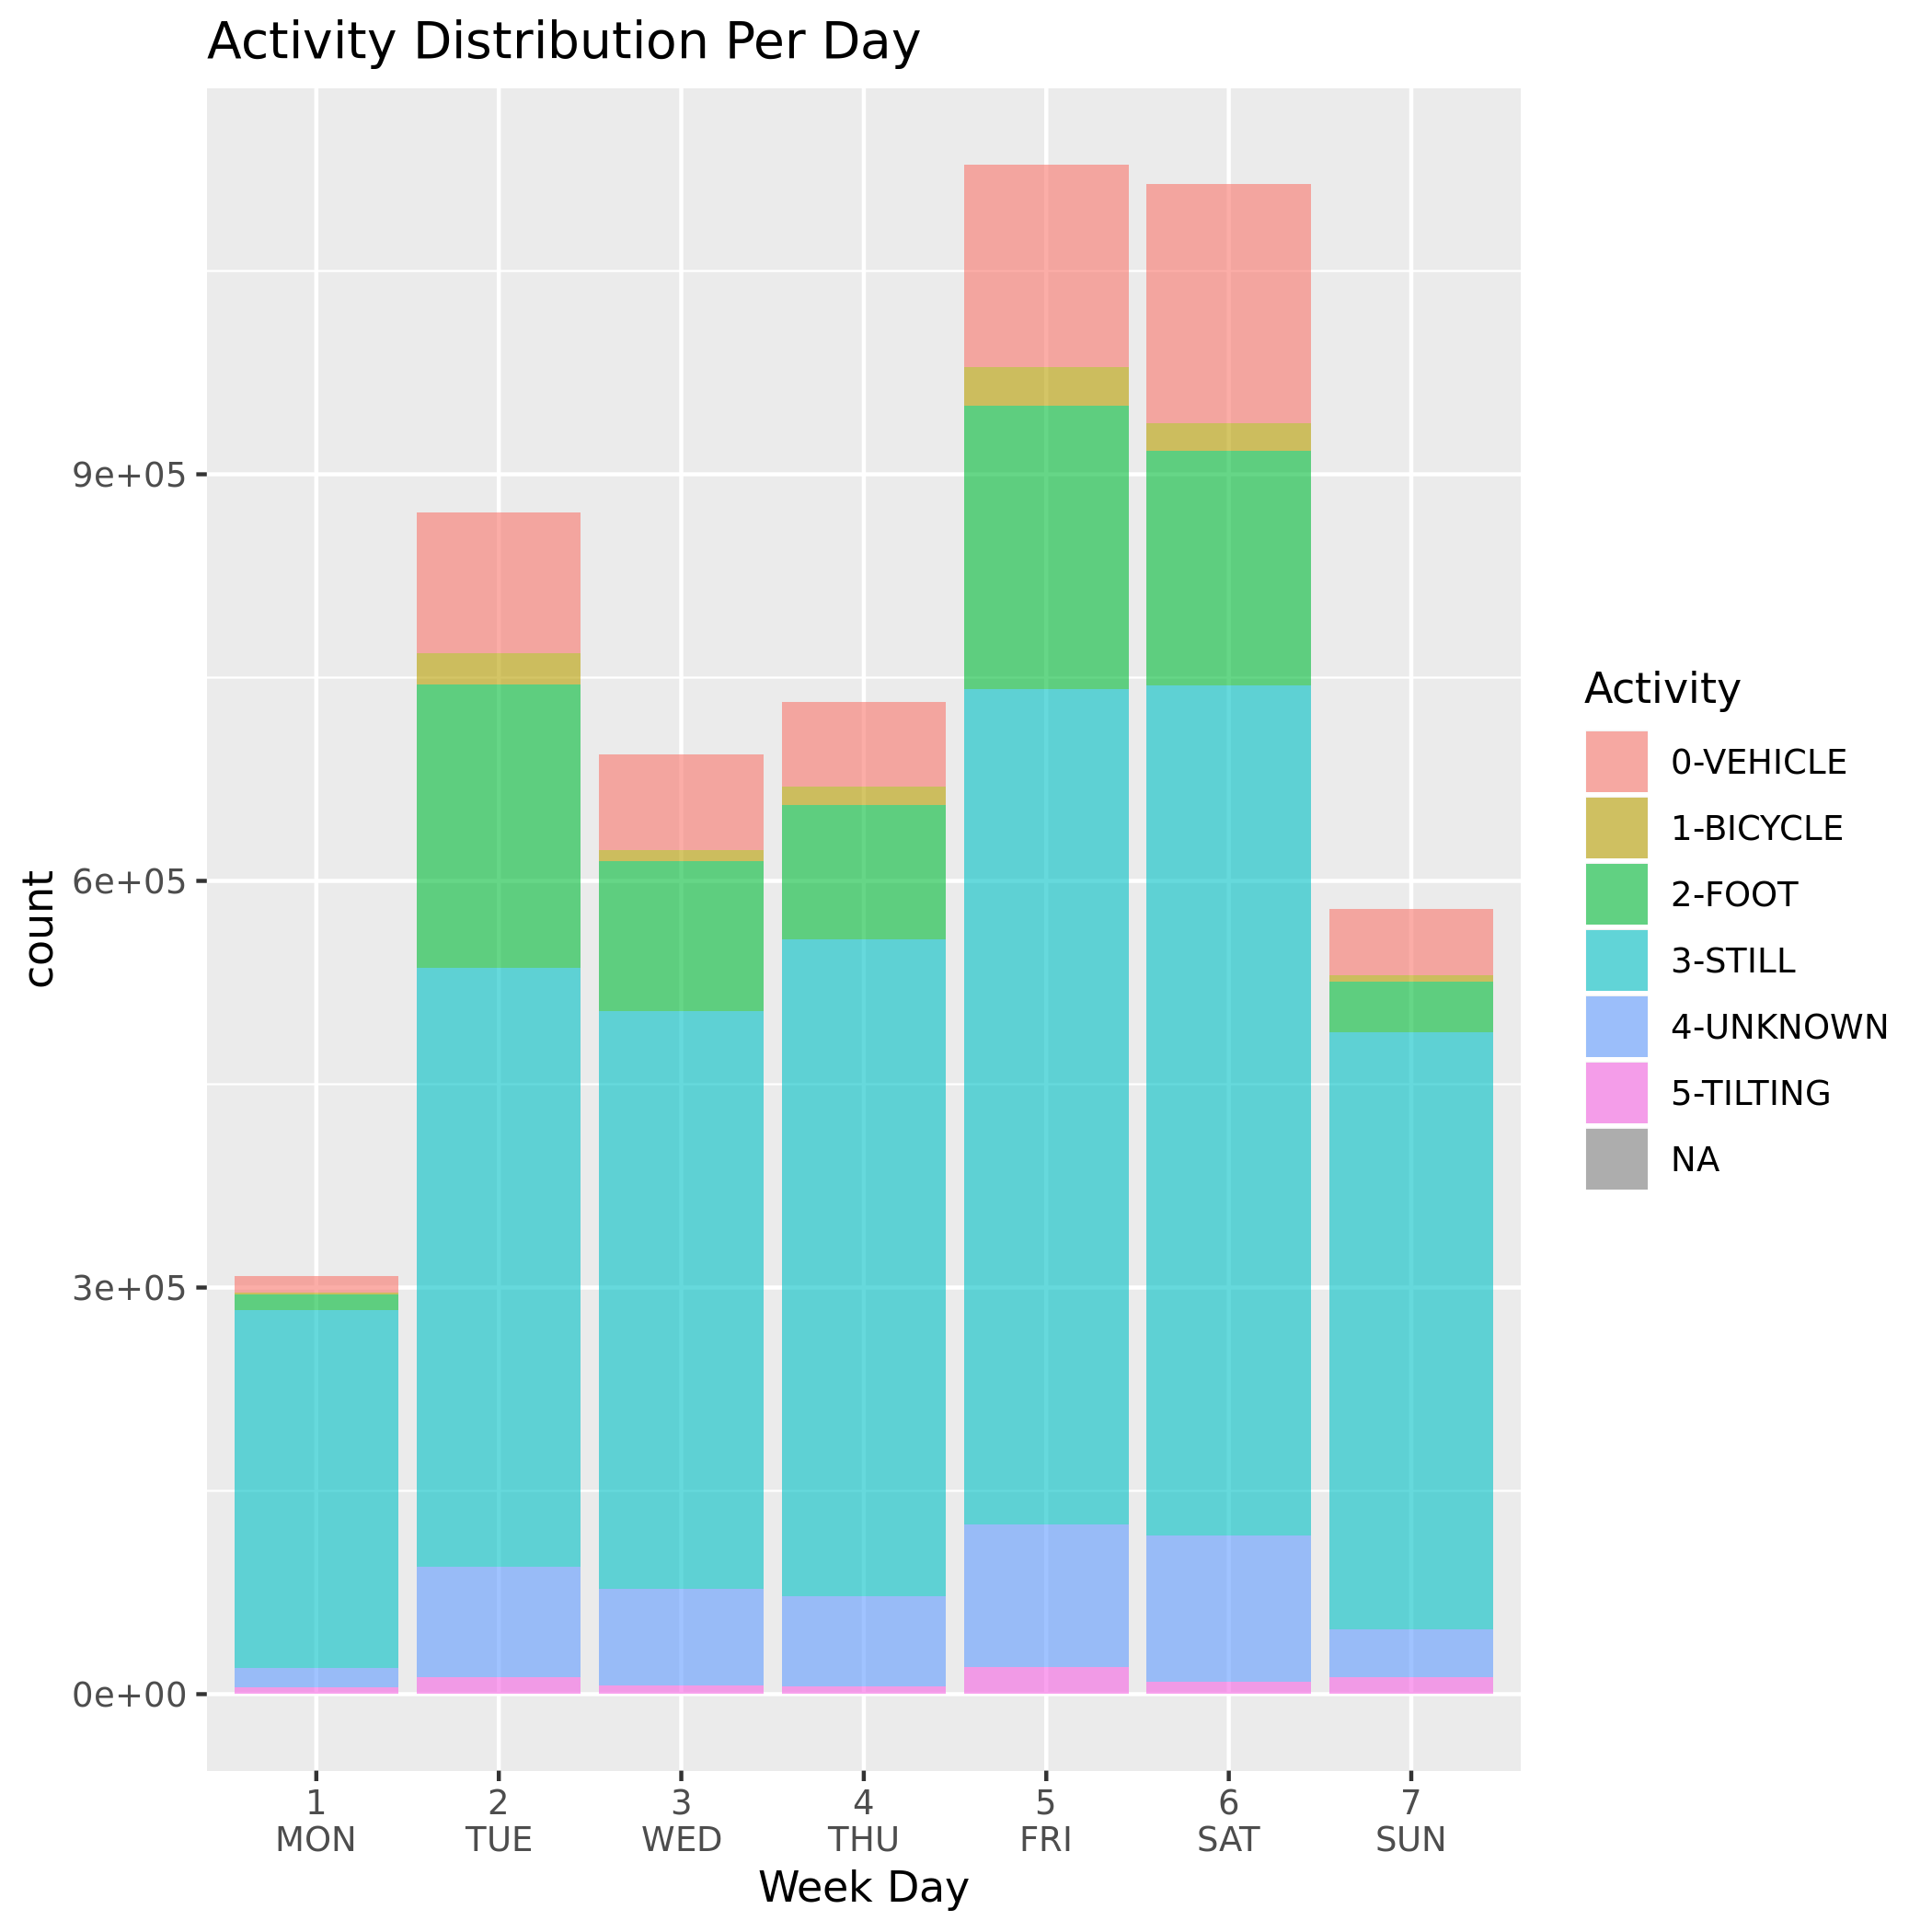 Activity Distribution Per Day
count
9e+05
6e+05
3e+05
0e+00
1
MON
2
TUE
3
WED
4
THU
5
FRI
6
SAT
7
SUN
Week Day
Activity
0-VEHICLE
1-BICYCLE
2-FOOT
3-STILL
4-UNKNOWN
5-TILTING
NA